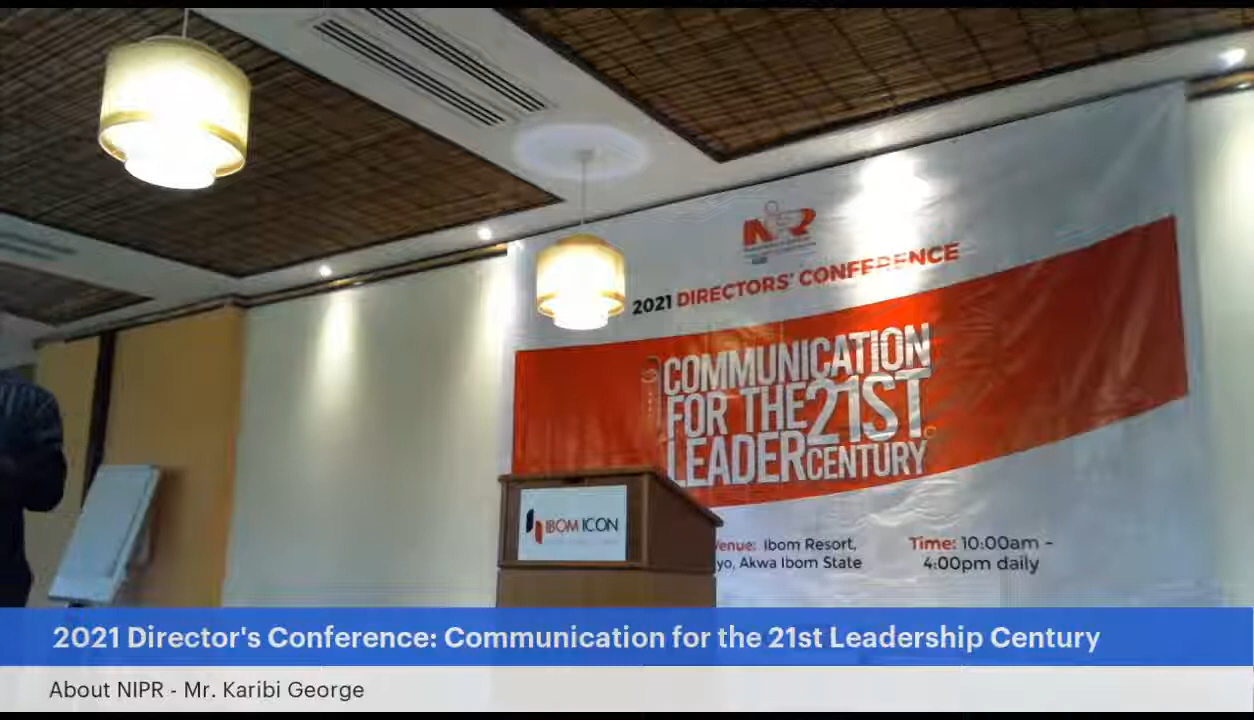 NIPR
2021 DIRECTORS' CONFERENCE
COMMUNICATION
FOR THE 21ST
LEADER CENTURY
IBOM ICON
Venue: Ibom Resort,
yo, Akwa Ibom State
Time: 10:00am -
4:00pm daily
2021 Director's Conference: Communication for the 21st Leadership Century
About NIPR - Mr. Karibi George